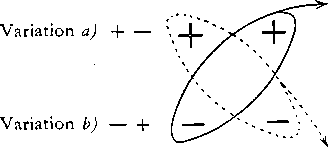 Variation a) + − + +
Variation b) − + − −